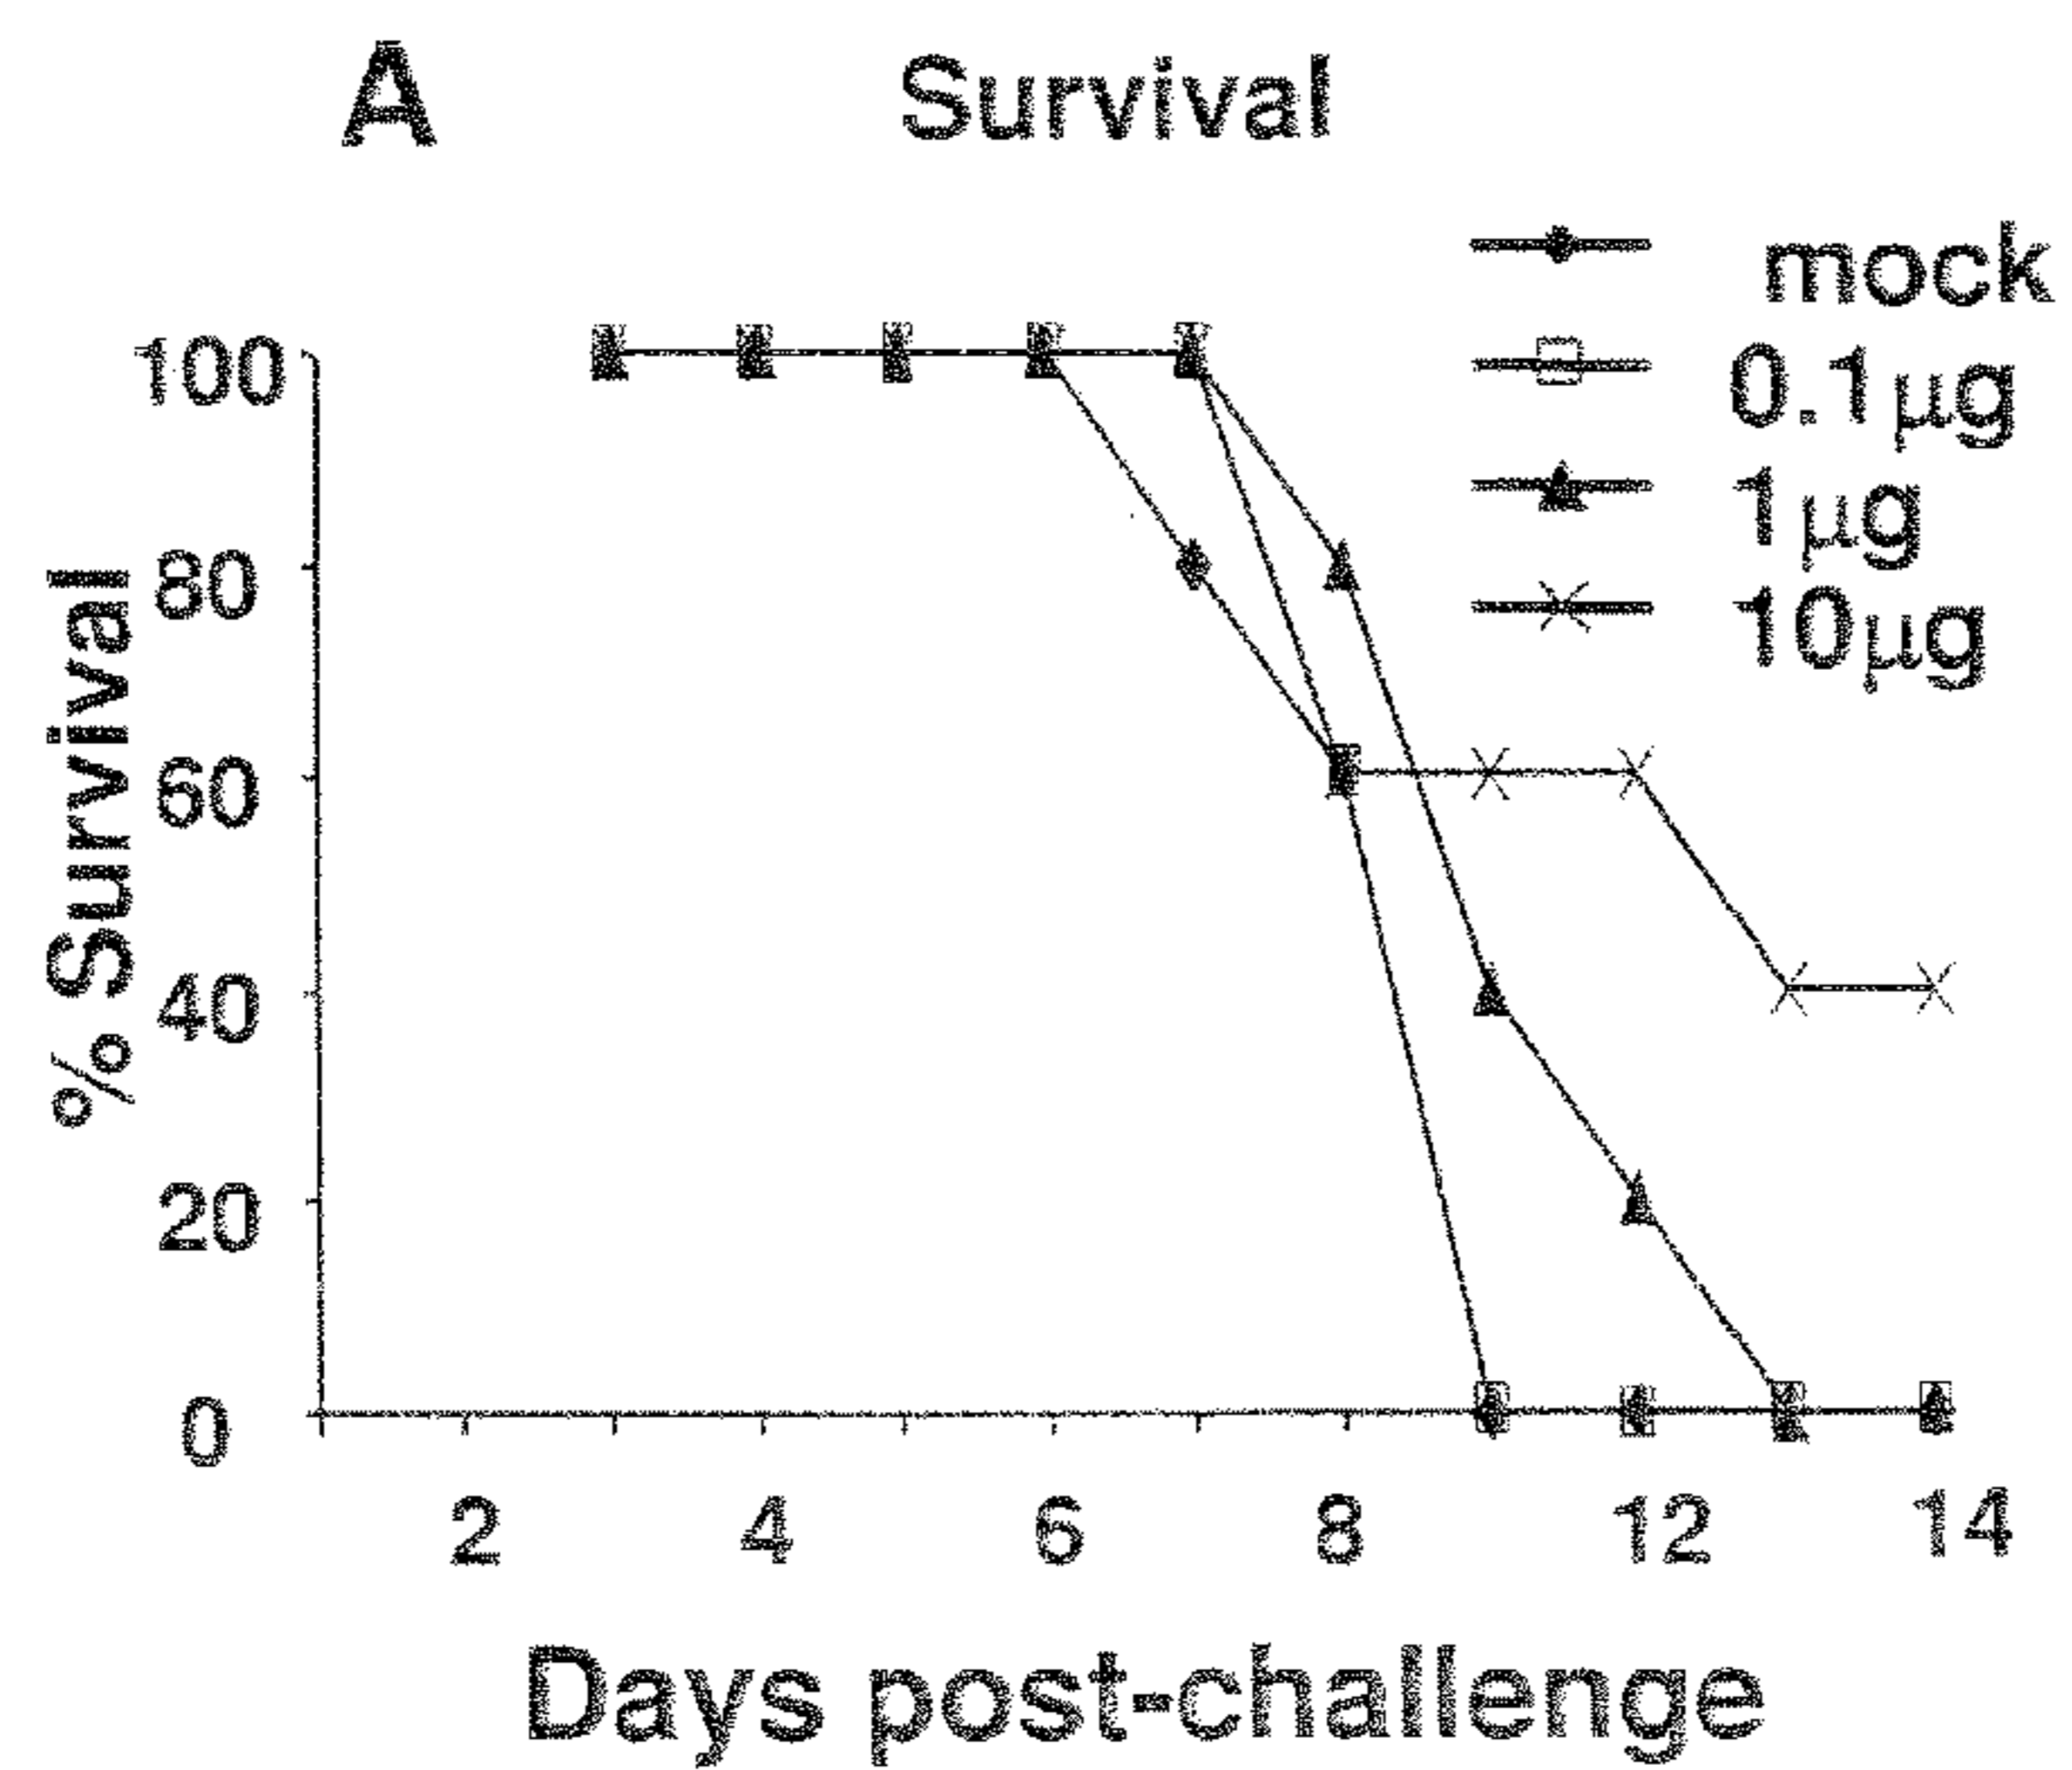 A
Survival
mock
0.1µg
1µg
10µg
100
80
60
40
20
0
% Survival
2 4 6 8 12 14
Days post-challenge